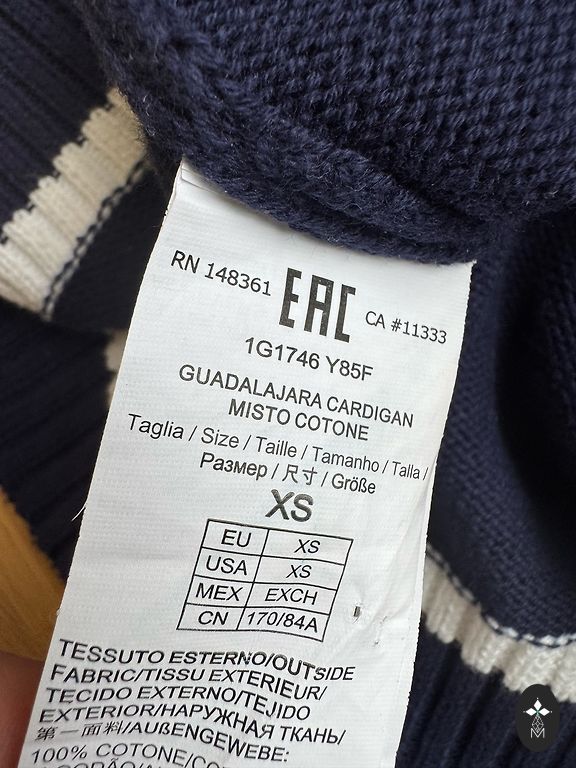 RN 148361 EAC CA #11333
1G1746 Y85F
GUADALAJARA CARDIGAN
MISTO COTONE
Taglia / Size / Taille / Tamanho / Talla /
Размер / 尺寸 / Größe
XS
EU XS
USA XS
MEX EXCH
CN 170/84A
TESSUTO ESTERNO/OUTSIDE
FABRIC/TISSU EXTERIEUR/
TECIDO EXTERNO/TEJIDO
EXTERIOR/НАРУЖНАЯ ТКАНЬ/
第一面料/AUßENGEWEBE:
100% COTONE/CO
M